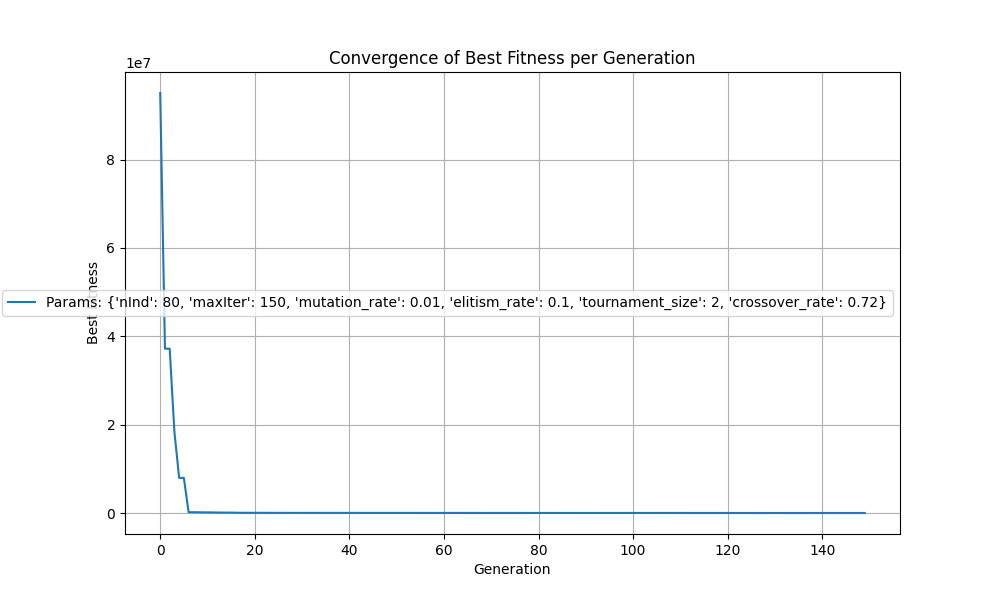 Convergence of Best Fitness per Generation
1e7
8
6
Params: {'nInd': 80, 'maxIter': 150, 'mutation_rate': 0.01, 'elitism_rate': 0.1, 'tournament_size': 2, 'crossover_rate': 0.72}
Best
4
2
0
0 20 40 60 80 100 120 140
Generation